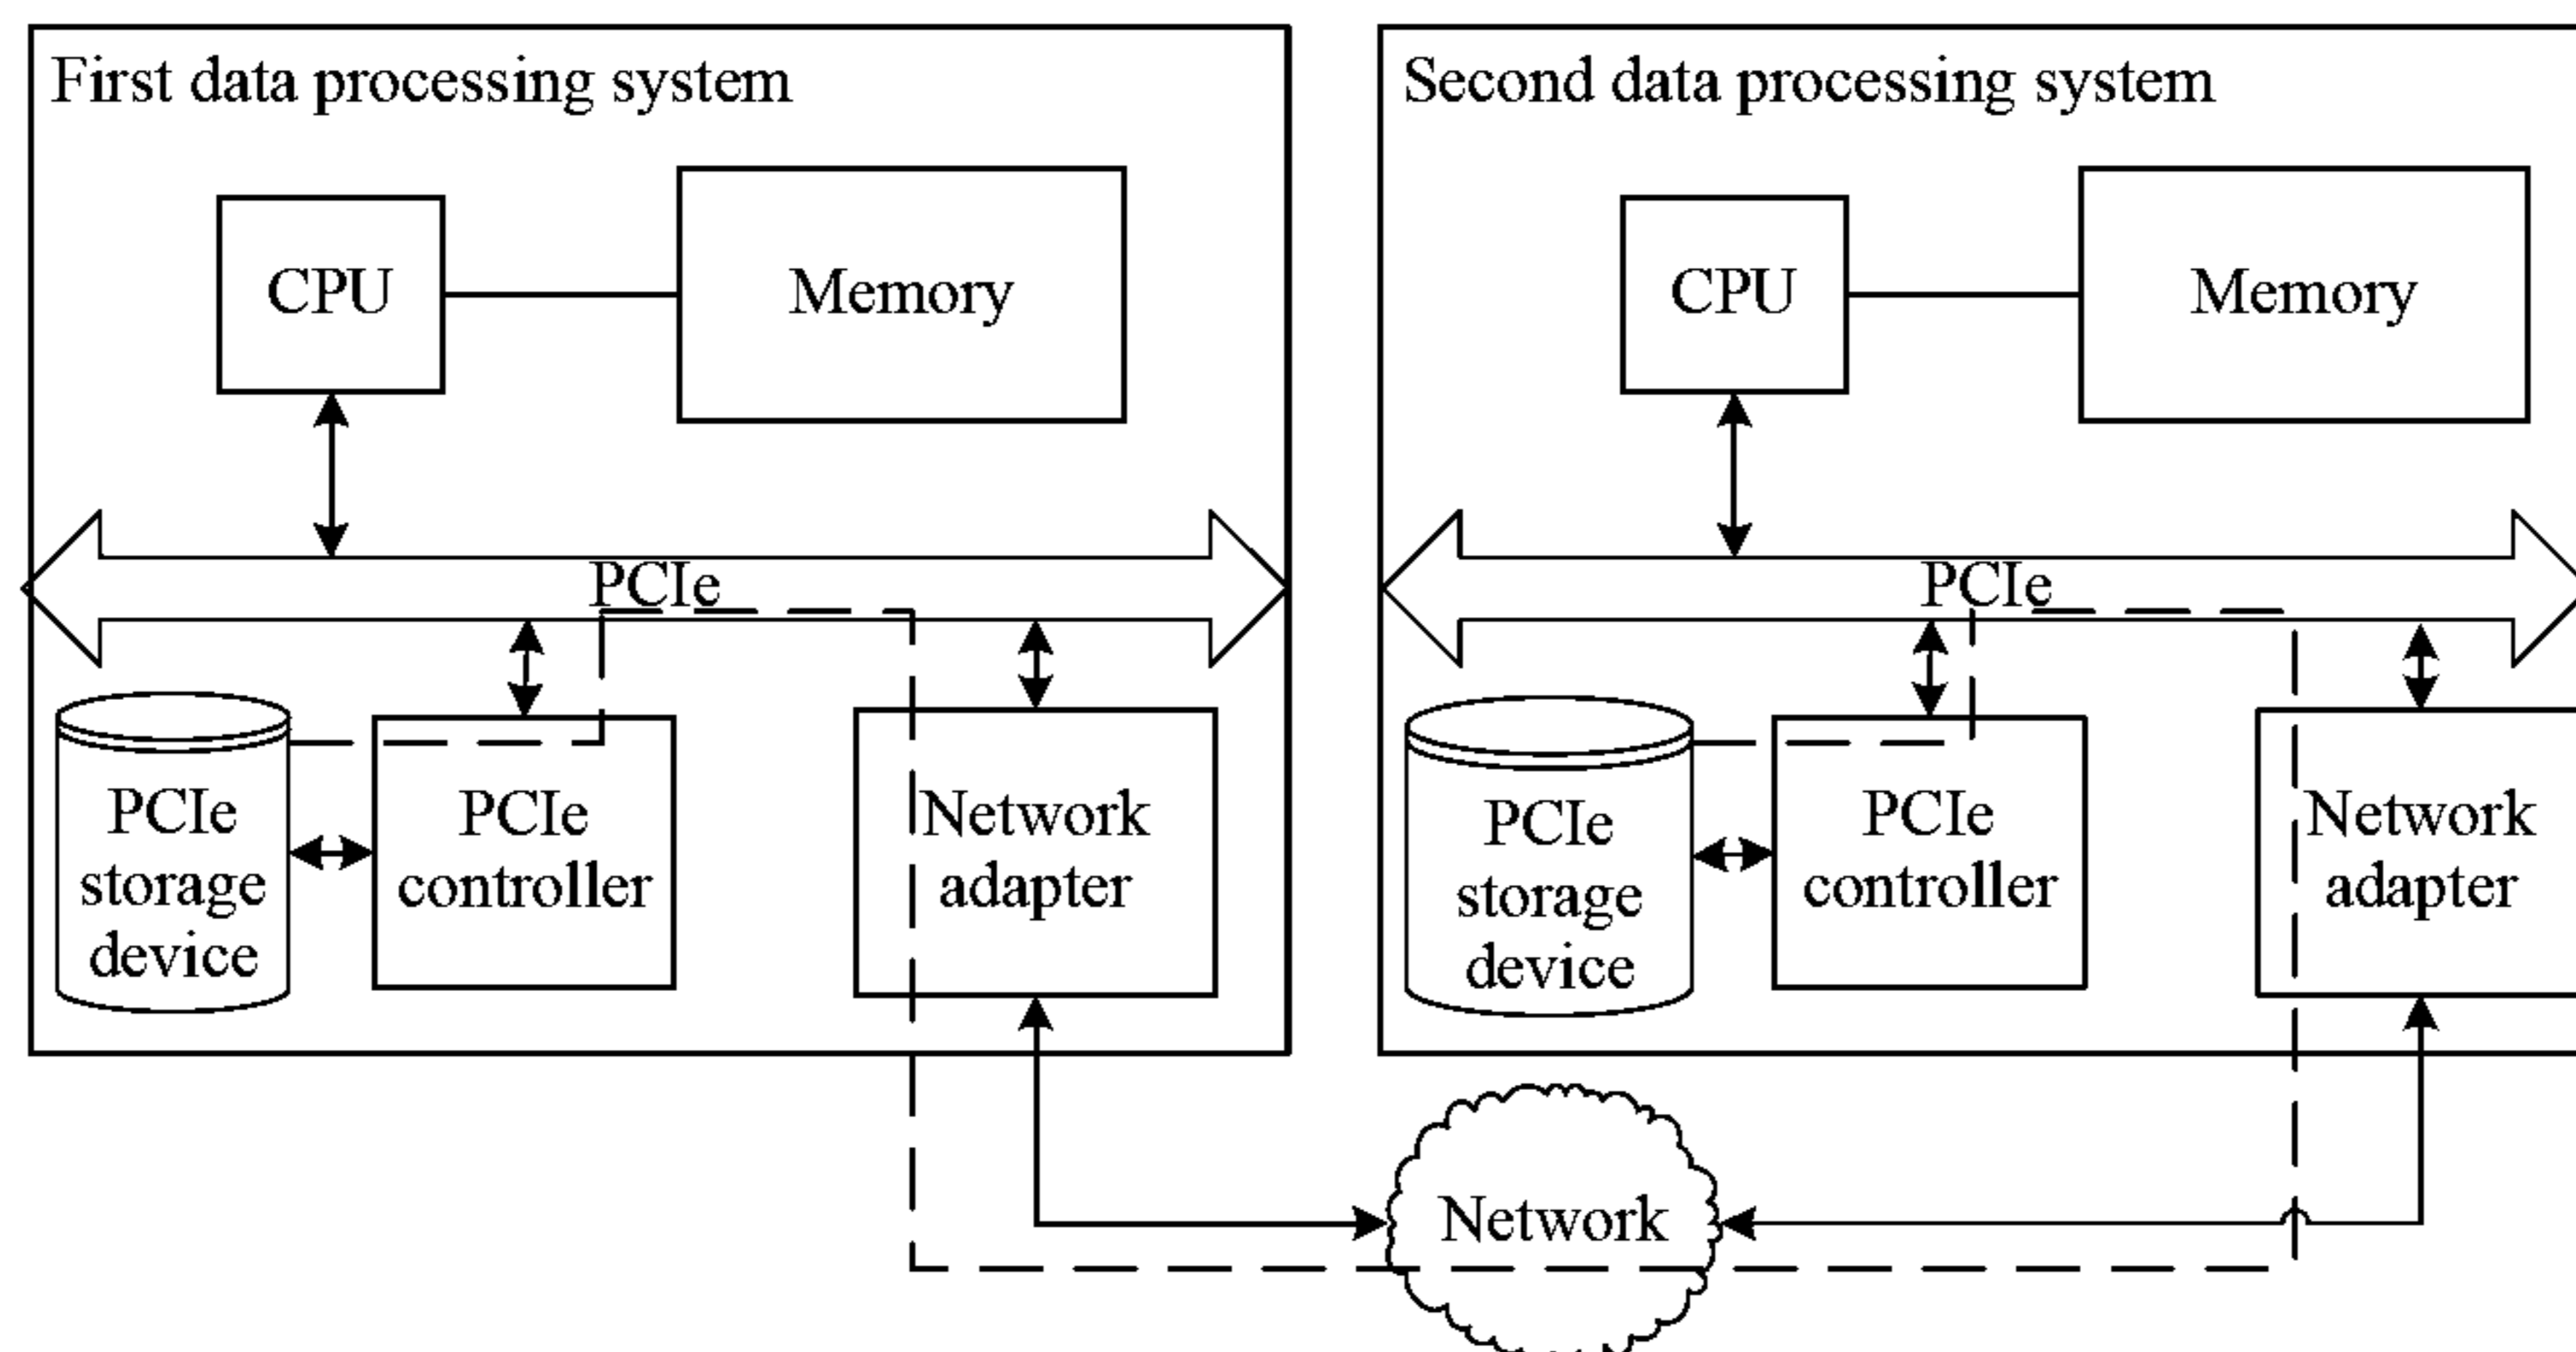 First data processing system
CPU
Memory
PCIe
PCIe
storage
device
PCIe
controller
Network
adapter
Second data processing system
CPU
Memory
PCIe
PCIe
storage
device
PCIe
controller
Network
adapter
Network